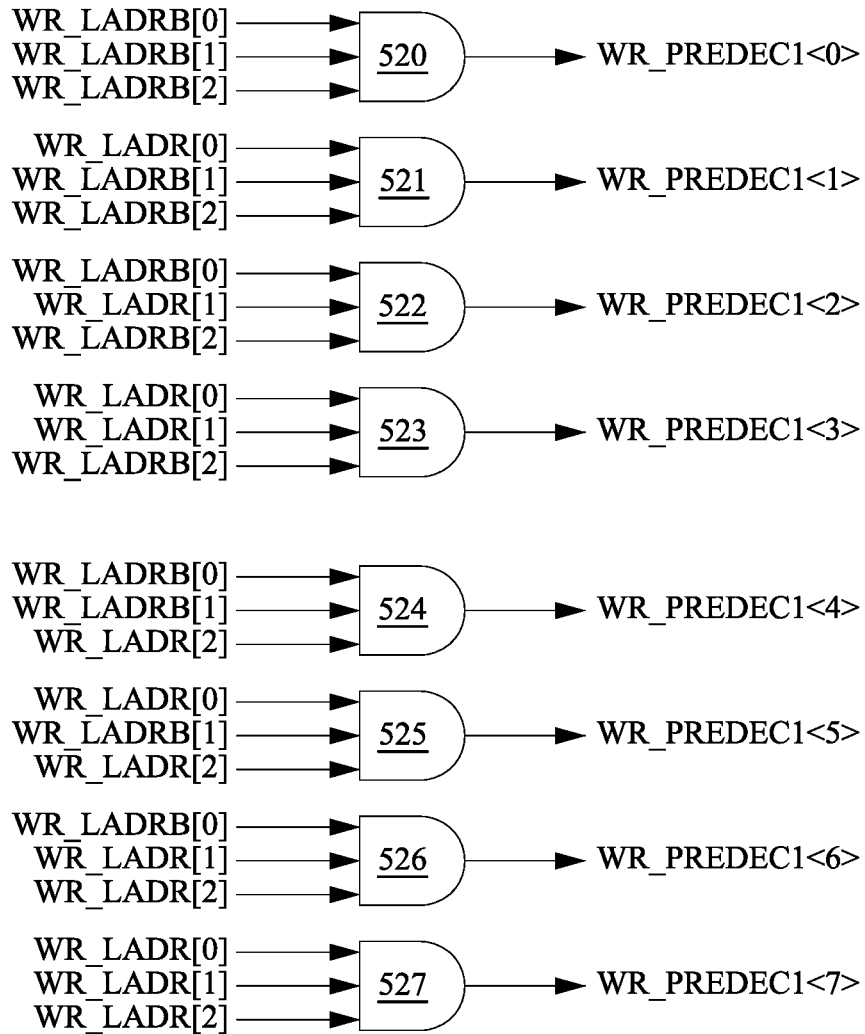 WR_LADRB[0]
WR_LADRB[1] 520 WR_PREDEC1<0>
WR_LADRB[2]
WR_LADR[0]
WR_LADRB[1] 521 WR_PREDEC1<1>
WR_LADRB[2]
WR_LADRB[0]
WR_LADR[1] 522 WR_PREDEC1<2>
WR_LADRB[2]
WR_LADR[0]
WR_LADR[1] 523 WR_PREDEC1<3>
WR_LADRB[2]
WR_LADRB[0]
WR_LADRB[1] 524 WR_PREDEC1<4>
WR_LADR[2]
WR_LADR[0]
WR_LADRB[1] 525 WR_PREDEC1<5>
WR_LADR[2]
WR_LADRB[0]
WR_LADR[1] 526 WR_PREDEC1<6>
WR_LADR[2]
WR_LADR[0]
WR_LADR[1] 527 WR_PREDEC1<7>
WR_LADR[2]